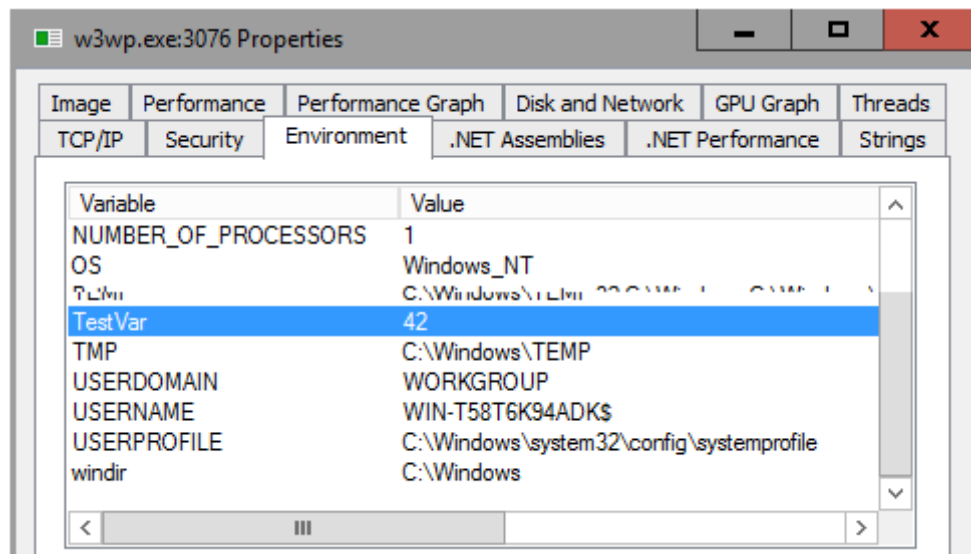 w3wp.exe:3076 Properties
Image Performance Performance Graph Disk and Network GPU Graph Threads
TCP/IP Security Environment .NET Assemblies .NET Performance Strings
Variable Value
NUMBER_OF_PROCESSORS 1
OS Windows_NT
TestVar 42
TMP C:\Windows\TEMP
USERDOMAIN WORKGROUP
USERNAME WIN-T58T6K94ADK$
USERPROFILE C:\Windows\system32\config\systemprofile
windir C:\Windows